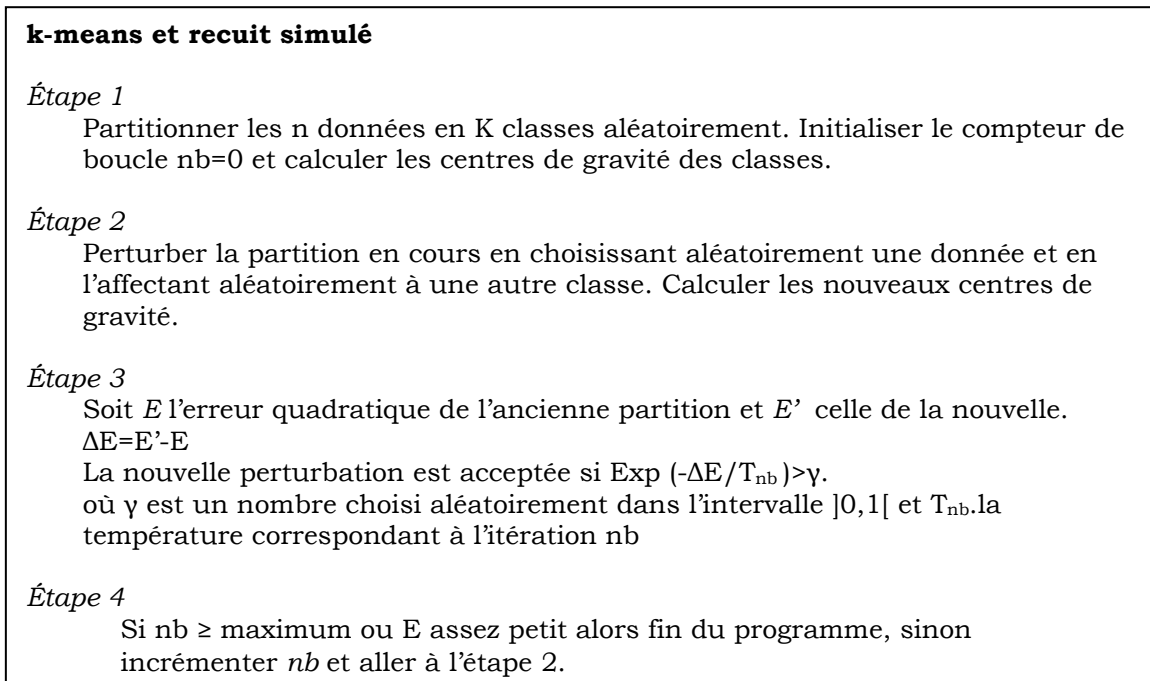 k-means et recuit simulé
Étape 1
Partitionner les n données en K classes aléatoirement. Initialiser le compteur de
boucle nb=0 et calculer les centres de gravité des classes.
Étape 2
Perturber la partition en cours en choisissant aléatoirement une donnée et en
l’affectant aléatoirement à une autre classe. Calculer les nouveaux centres de
gravité.
Étape 3
Soit E l’erreur quadratique de l’ancienne partition et E’ celle de la nouvelle.
ΔE=E’-E
La nouvelle perturbation est acceptée si Exp (-ΔE/Tnb)>γ.
où γ est un nombre choisi aléatoirement dans l’intervalle ]0,1[ et Tnb.la
température correspondant à l’itération nb
Étape 4
Si nb ≥ maximum ou E assez petit alors fin du programme, sinon
incrémenter nb et aller à l’étape 2.